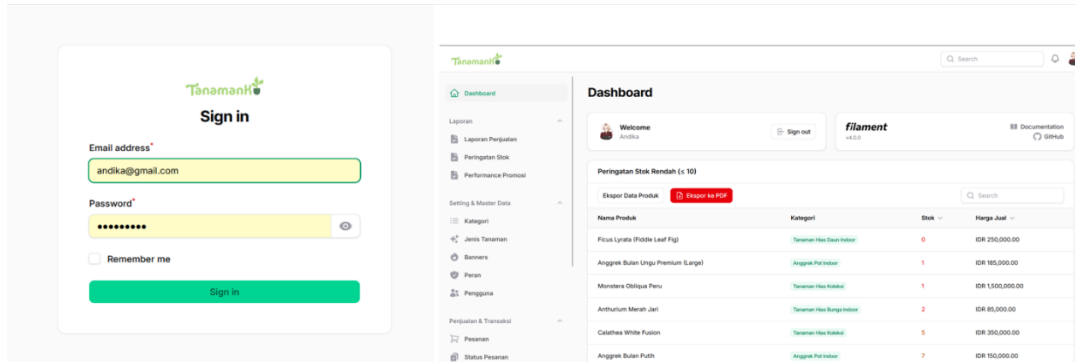 TanamanKu
Sign in
Email address*
andika@gmail.com
Password*
Remember me
Sign in
TanamanKu
Search
Dashboard
Laporan
Laporan Penjualan
Peringatan Stok
Performance Promosi
Setting & Master Data
Kategori
Jenis Tanaman
Banners
Peran
Pengguna
Penjualan & Transaksi
Pesanan
Status Pesanan
Dashboard
Welcome
Andika
Sign out
filament
v4.0.0
Documentation
GitHub
Peringatan Stok Rendah (≤ 10)
Ekspor Data Produk
Ekspor ke PDF
Search
Nama Produk Kategori Stok Harga Jual
Ficus Lyrata (Fiddle Leaf Fig) Tanaman Hias Daun Indoor 0 IDR 250,000.00
Anggrek Bulan Ungu Premium (Large) Anggrek Pot Indoor 1 IDR 185,000.00
Monstera Obliqua Peru Tanaman Hias Koleksi 1 IDR 1,500,000.00
Anthurium Merah Jari Tanaman Hias Bunga Indoor 2 IDR 85,000.00
Calathea White Fusion Tanaman Hias Koleksi 5 IDR 350,000.00
Anggrek Bulan Putih Anggrek Pot Indoor 7 IDR 150,000.00